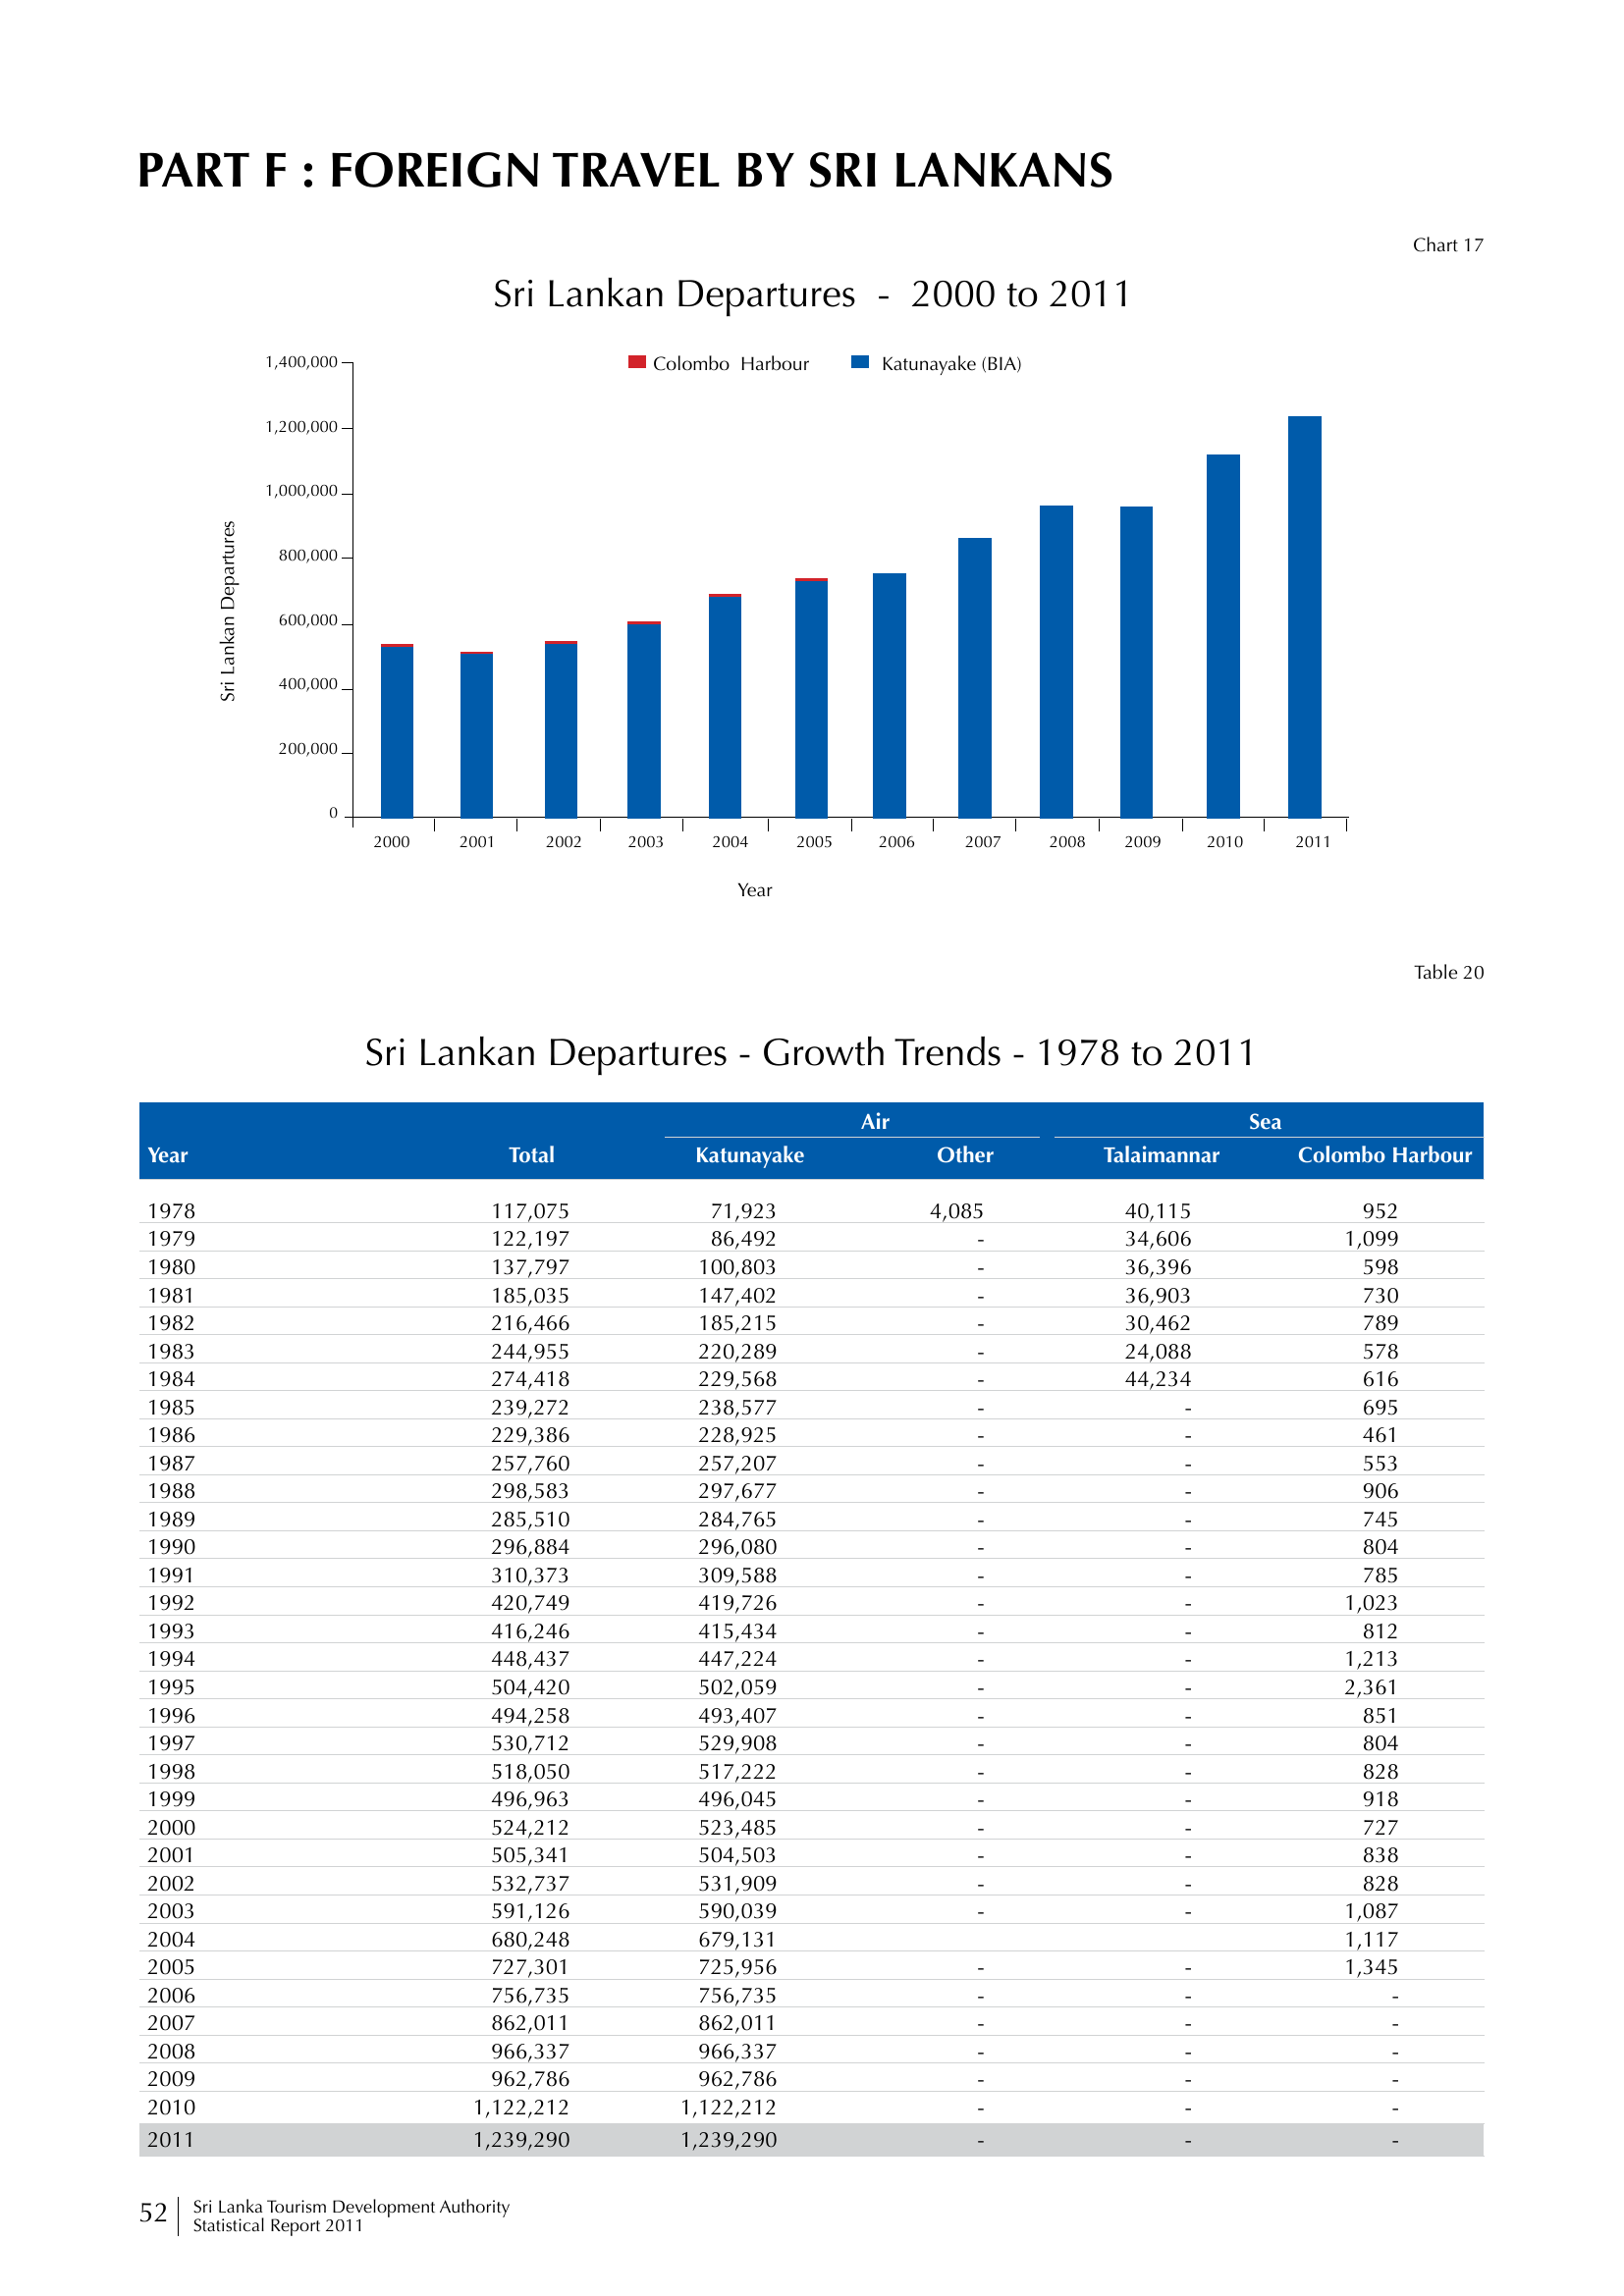 PART F : FOREIGN TRAVEL BY SRI LANKANS
Chart 17
Sri Lankan Departures - 2000 to 2011
Colombo Harbour Katunayake (BIA)
1,400,000
1,200,000
1,000,000
800,000
600,000
400,000
200,000
0
Sri Lankan Departures
2000 2001 2002 2003 2004 2005 2006 2007 2008 2009 2010 2011
Year
Table 20
Sri Lankan Departures - Growth Trends - 1978 to 2011
Air Sea
Year Total Katunayake Other Talaimannar Colombo Harbour
1978 117,075 71,923 4,085 40,115 952
1979 122,197 86,492 - 34,606 1,099
1980 137,797 100,803 - 36,396 598
1981 185,035 147,402 - 36,903 730
1982 216,466 185,215 - 30,462 789
1983 244,955 220,289 - 24,088 578
1984 274,418 229,568 - 44,234 616
1985 239,272 238,577 - - 695
1986 229,386 228,925 - - 461
1987 257,760 257,207 - - 553
1988 298,583 297,677 - - 906
1989 285,510 284,765 - - 745
1990 296,884 296,080 - - 804
1991 310,373 309,588 - - 785
1992 420,749 419,726 - - 1,023
1993 416,246 415,434 - - 812
1994 448,437 447,224 - - 1,213
1995 504,420 502,059 - - 2,361
1996 494,258 493,407 - - 851
1997 530,712 529,908 - - 804
1998 518,050 517,222 - - 828
1999 496,963 496,045 - - 918
2000 524,212 523,485 - - 727
2001 505,341 504,503 - - 838
2002 532,737 531,909 - - 828
2003 591,126 590,039 - - 1,087
2004 680,248 679,131 1,117
2005 727,301 725,956 - - 1,345
2006 756,735 756,735 - - -
2007 862,011 862,011 - - -
2008 966,337 966,337 - - -
2009 962,786 962,786 - - -
2010 1,122,212 1,122,212 - - -
2011 1,239,290 1,239,290 - - -
52 Sri Lanka Tourism Development Authority
Statistical Report 2011